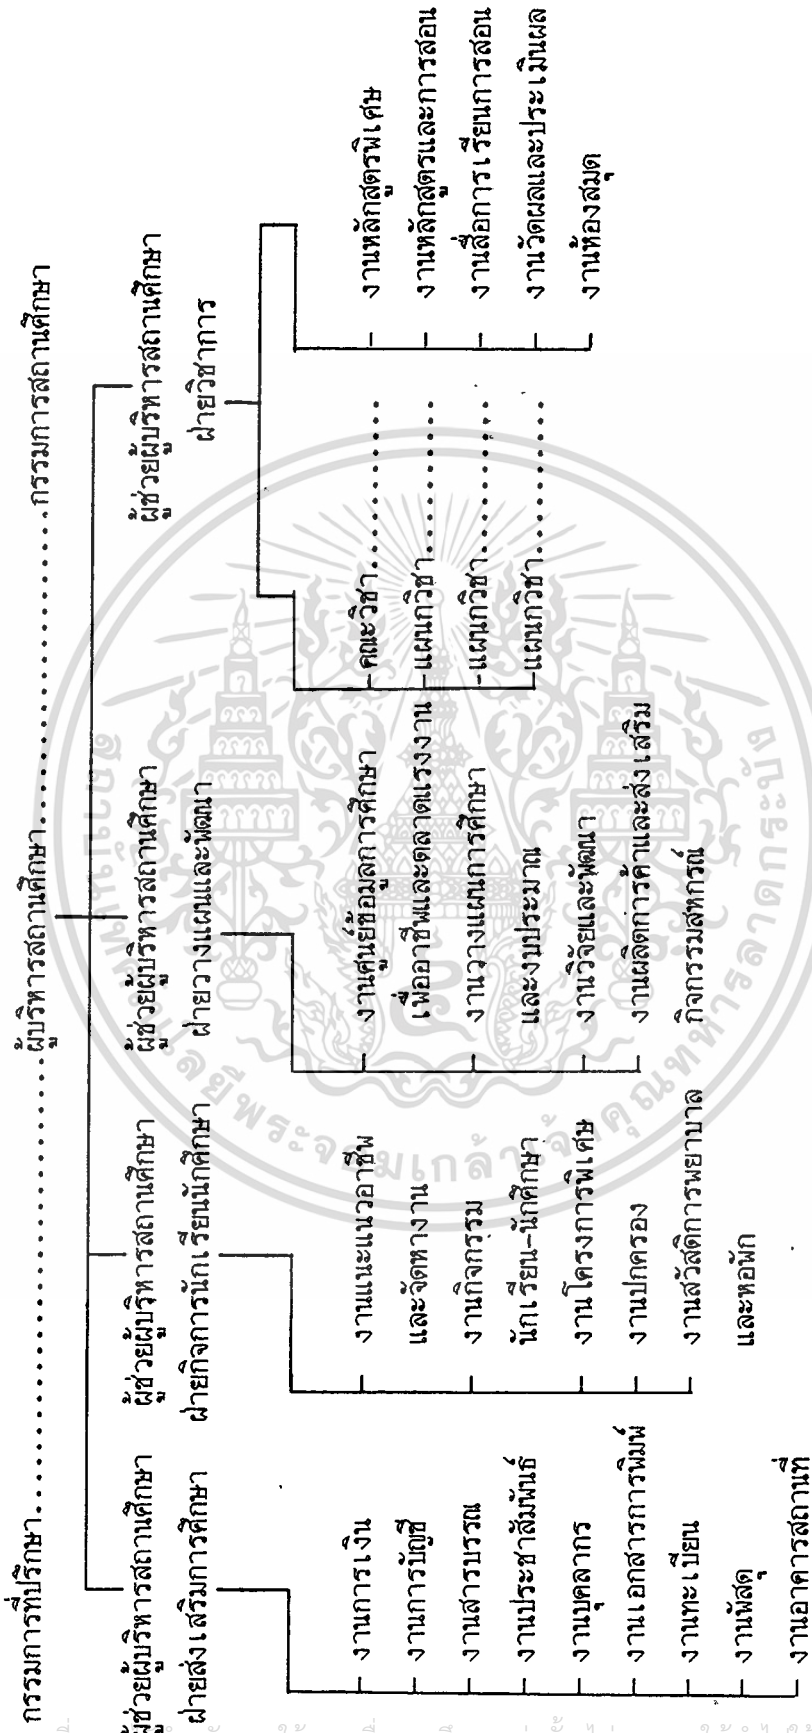 กรรมการที่ปรึกษา........................ผู้บริหารสถานศึกษา........................กรรมการสถานศึกษา
ผู้ช่วยผู้บริหารสถานศึกษา
ฝ่ายส่งเสริมการศึกษา
งานการเงิน
งานการบัญชี
งานสารบรรณ
งานประชาสัมพันธ์
งานบุคลากร
งานเอกสารการพิมพ์
งานทะเบียน
งานพัสดุ
งานอาคารสถานที่
ผู้ช่วยผู้บริหารสถานศึกษา
ฝ่ายกิจการนักเรียนนักศึกษา
งานแนะแนวอาชีพ
และจัดหางาน
งานกิจกรรม
นักเรียน-นักศึกษา
งานโครงการพิเศษ
งานปกครอง
งานสวัสดิการพยาบาล
และหอพัก
ผู้ช่วยผู้บริหารสถานศึกษา
ฝ่ายวางแผนและพัฒนา
งานศูนย์ข้อมูลการศึกษา
เพื่ออาชีพและตลาดแรงงาน
งานวางแผนการศึกษา
และงบประมาณ
งานวิจัยและพัฒนา
งานผลิตการค้าและส่งเสริม
กิจกรรมสหกรณ์
ผู้ช่วยผู้บริหารสถานศึกษา
ฝ่ายวิชาการ
คณะวิชา..........
แผนกวิชา..........
แผนกวิชา..........
แผนกวิชา..........
งานหลักสูตรพิเศษ
งานหลักสูตรและการสอน
งานสื่อการเรียนการสอน
งานวัดผลและประเมินผล
งานห้องสมุด